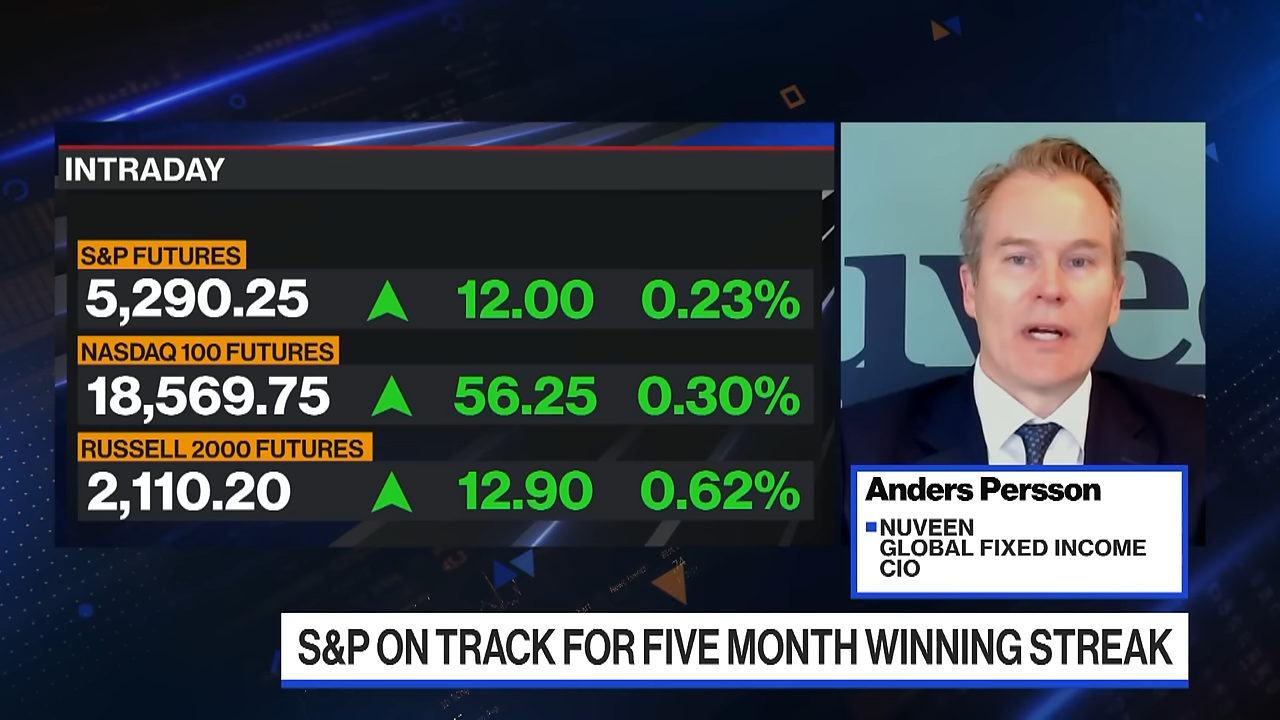 INTRADAY
S&P FUTURES
5,290.25 ▲ 12.00 0.23%
NASDAQ 100 FUTURES
18,569.75 ▲ 56.25 0.30%
RUSSELL 2000 FUTURES
2,110.20 ▲ 12.90 0.62%
Anders Persson
NUVEEN
GLOBAL FIXED INCOME
CIO
S&P ON TRACK FOR FIVE MONTH WINNING STREAK